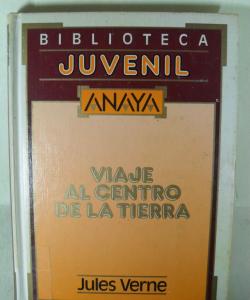 BIBLIOTECA
JUVENIL
ANAYA
VIAJE
AL CENTRO
DE LA TIERRA
Jules Verne